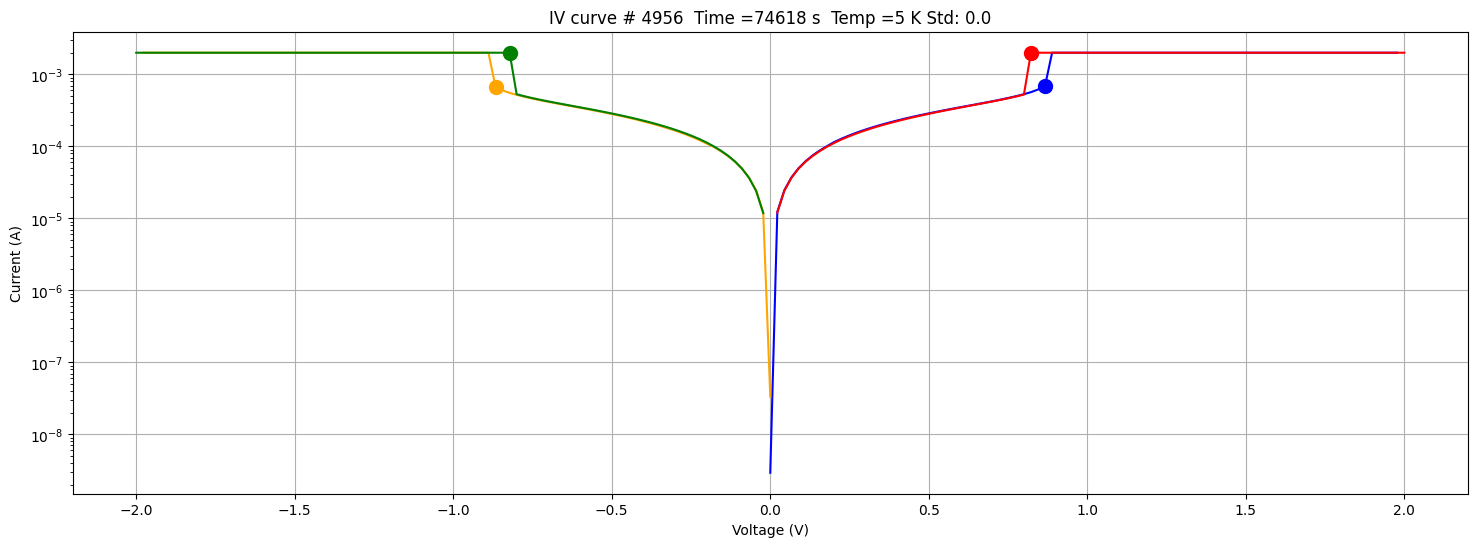 IV curve # 4956  Time =74618 s  Temp =5 K Std: 0.0
Current (A)
10⁻³
10⁻⁴
10⁻⁵
10⁻⁶
10⁻⁷
10⁻⁸
−2.0 −1.5 −1.0 −0.5 0.0 0.5 1.0 1.5 2.0
Voltage (V)